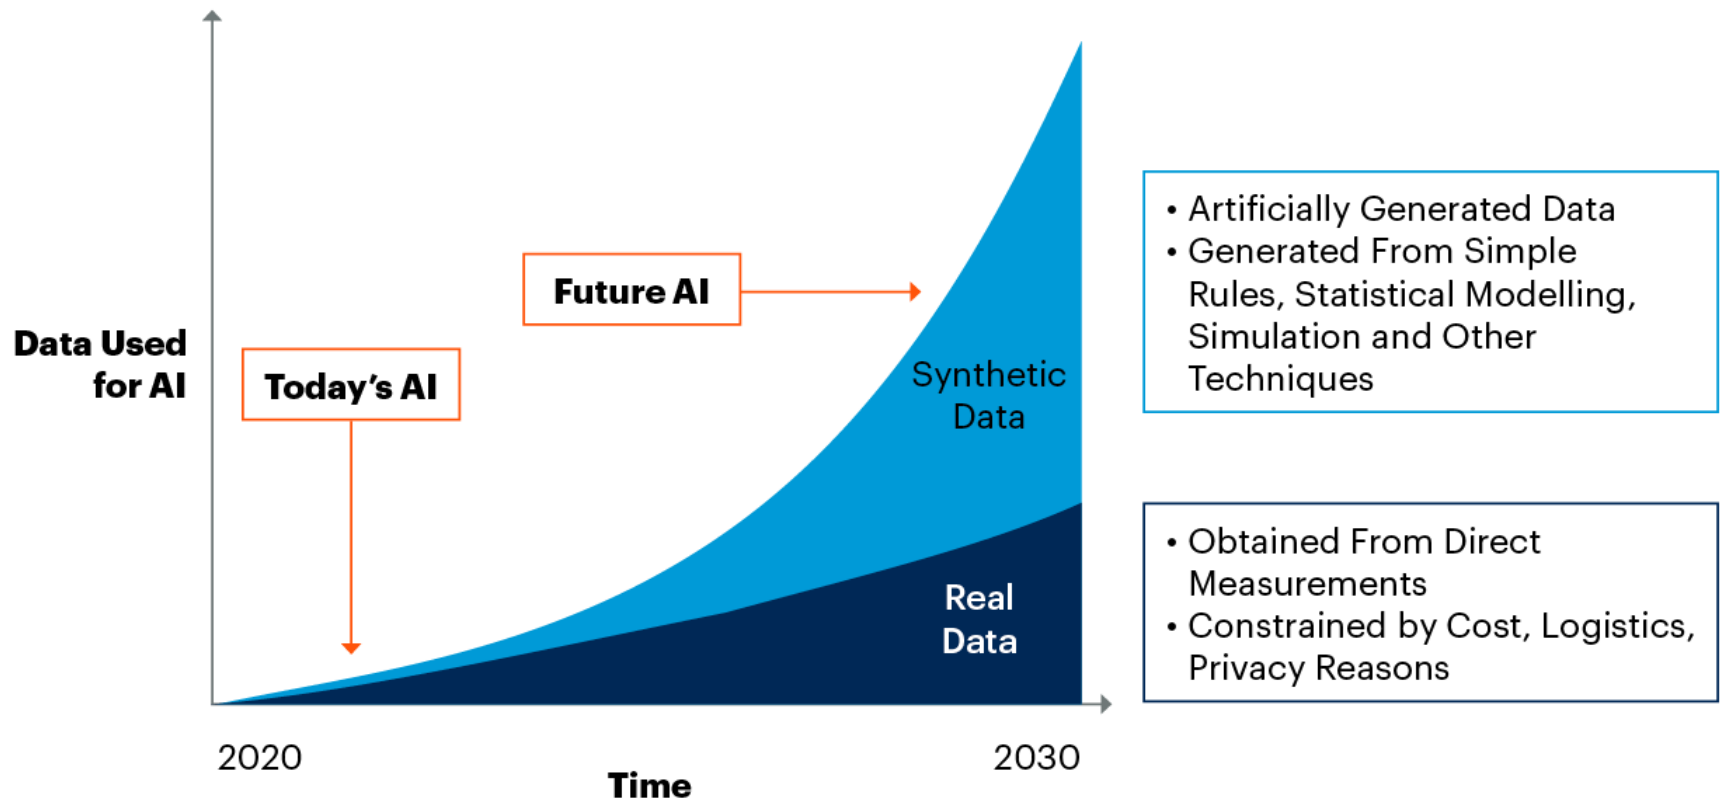 Data Used
for AI
Today's AI
Future AI
Synthetic
Data
Real
Data
• Artificially Generated Data
• Generated From Simple
Rules, Statistical Modelling,
Simulation and Other
Techniques
• Obtained From Direct
Measurements
• Constrained by Cost, Logistics,
Privacy Reasons
2020
2030
Time